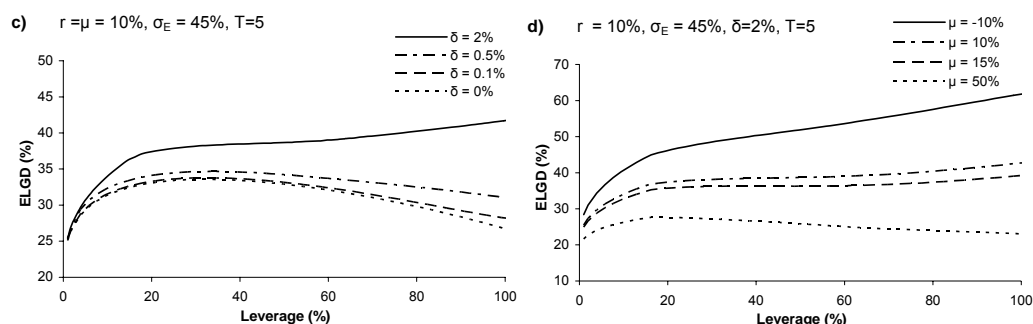 c) r =μ = 10%, σE = 45%, T=5
δ = 2%
δ = 0.5%
δ = 0.1%
δ = 0%
50
45
40
35
30
25
20
ELGD (%)
0 20 40 60 80 100
Leverage (%)
d) r = 10%, σE = 45%, δ=2%, T=5
μ = -10%
μ = 10%
μ = 15%
μ = 50%
70
60
50
40
30
20
10
ELGD (%)
0 20 40 60 80 100
Leverage (%)